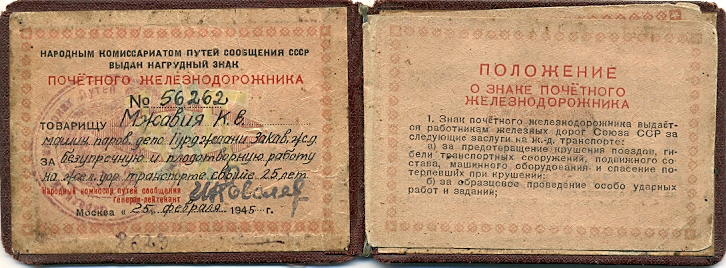 НАРОДНЫМ КОМИССАРИАТОМ ПУТЕЙ СООБЩЕНИЯ СССР
ВЫДАН НАГРУДНЫЙ ЗНАК
ПОЧЁТНОГО ЖЕЛЕЗНОДОРОЖНИКА
№ 56262
ТОВАРИЩУ Мжавия К.В.
машин. паров. депо Гурджаани Закав. ж.д.
ЗА безупречную и плодотворную работу
на жел. дор. транспорте свыше 25 лет
Народный комиссар путей сообщения
генерал-лейтенант И Ковалев
Москва « 25 » февраля 1945 г.
ПОЛОЖЕНИЕ
О ЗНАКЕ ПОЧЁТНОГО
ЖЕЛЕЗНОДОРОЖНИКА
1. Знак почётного железнодорожника выдаёт-
ся работникам железных дорог Союза ССР за
следующие заслуги на ж.-д. транспорте:
а) за предотвращение крушения поездов, ги-
бели транспортных сооружений, подвижного со-
става, машинного оборудования и спасение по-
терпевших при крушении;
б) за образцовое проведение особо ударных
работ и заданий;